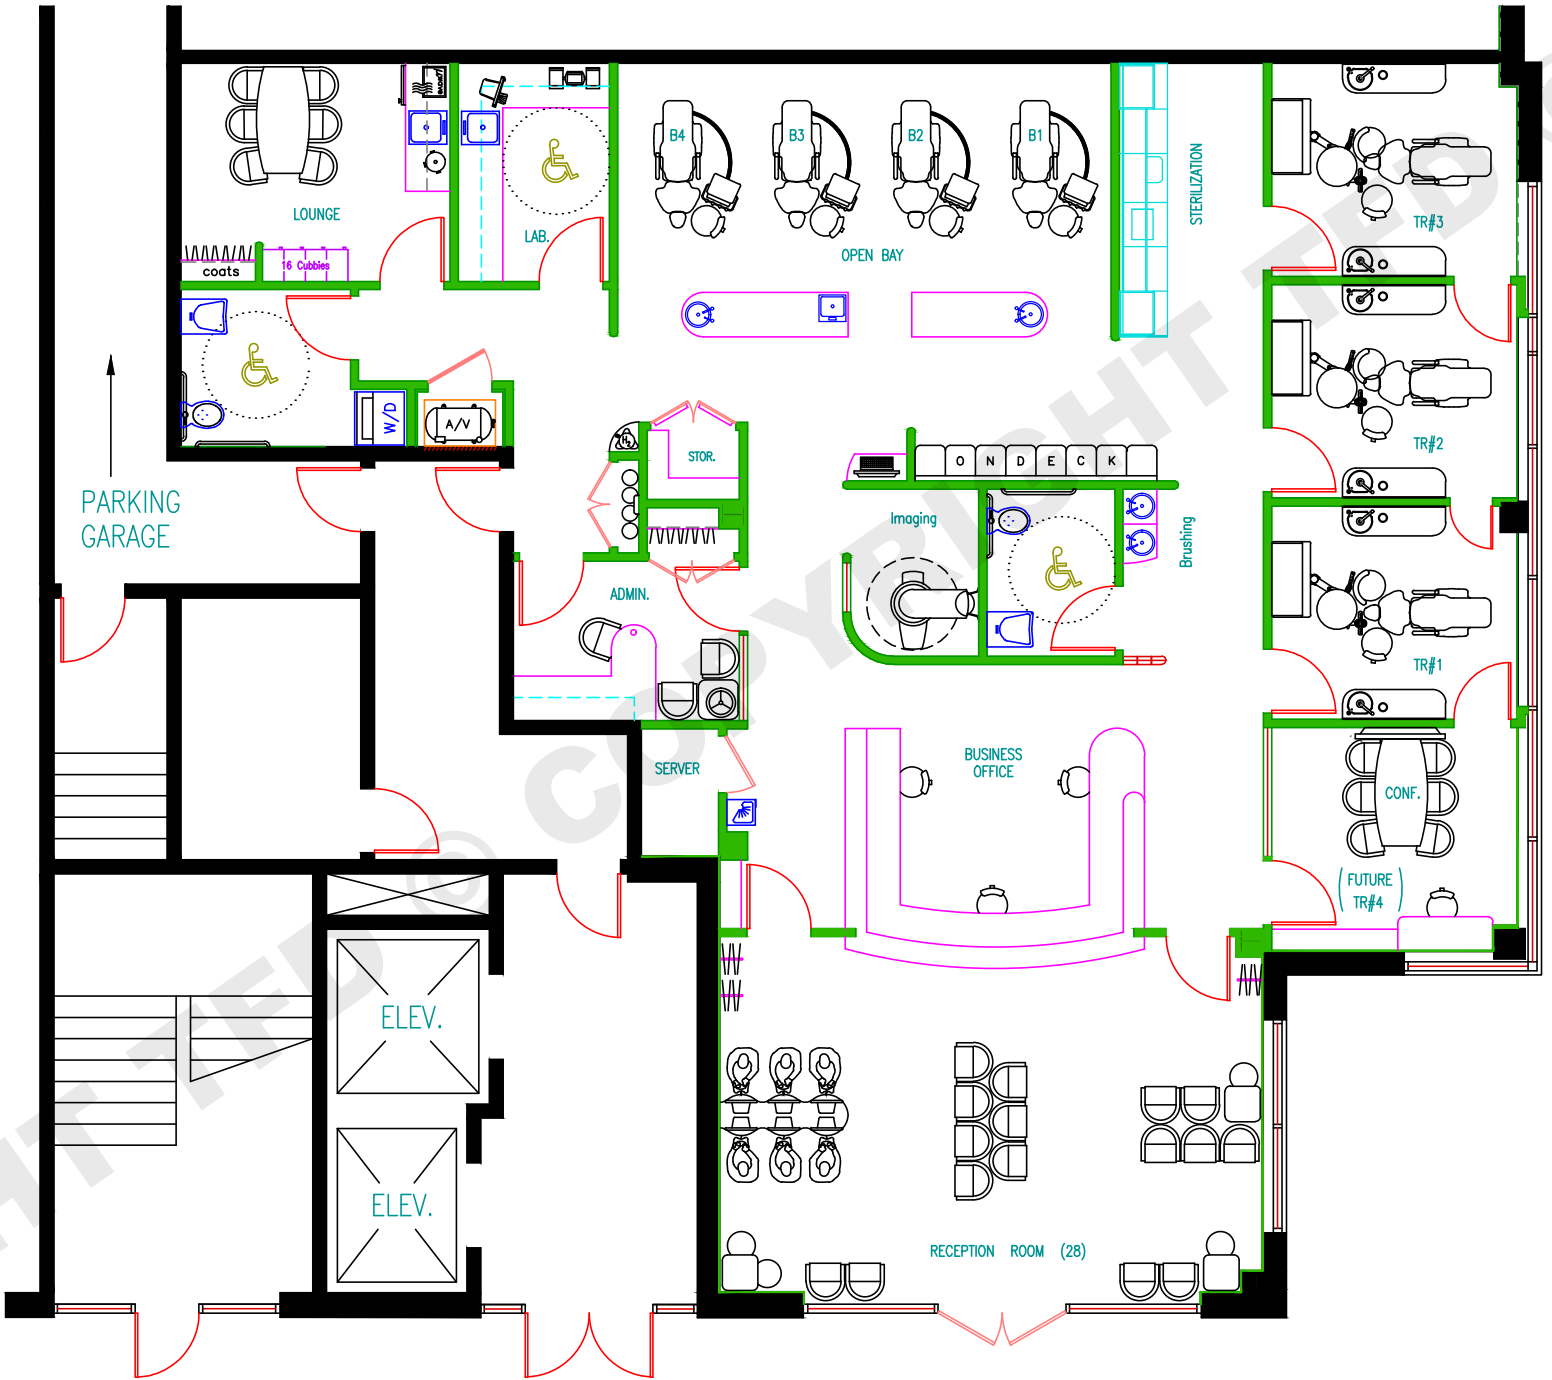 B4
B3
B2
B1
STERILIZATION
TR#3
LOUNGE
LAB.
OPEN BAY
coats
16 Cubbies
W/D
A/V
H2
STOR.
O N D E C K
TR#2
PARKING
GARAGE
Imaging
Brushing
ADMIN.
TR#1
SERVER
BUSINESS
OFFICE
CONF.
(FUTURE
TR#4)
ELEV.
ELEV.
RECEPTION ROOM (28)
TFD © COPYRIGHT TFD